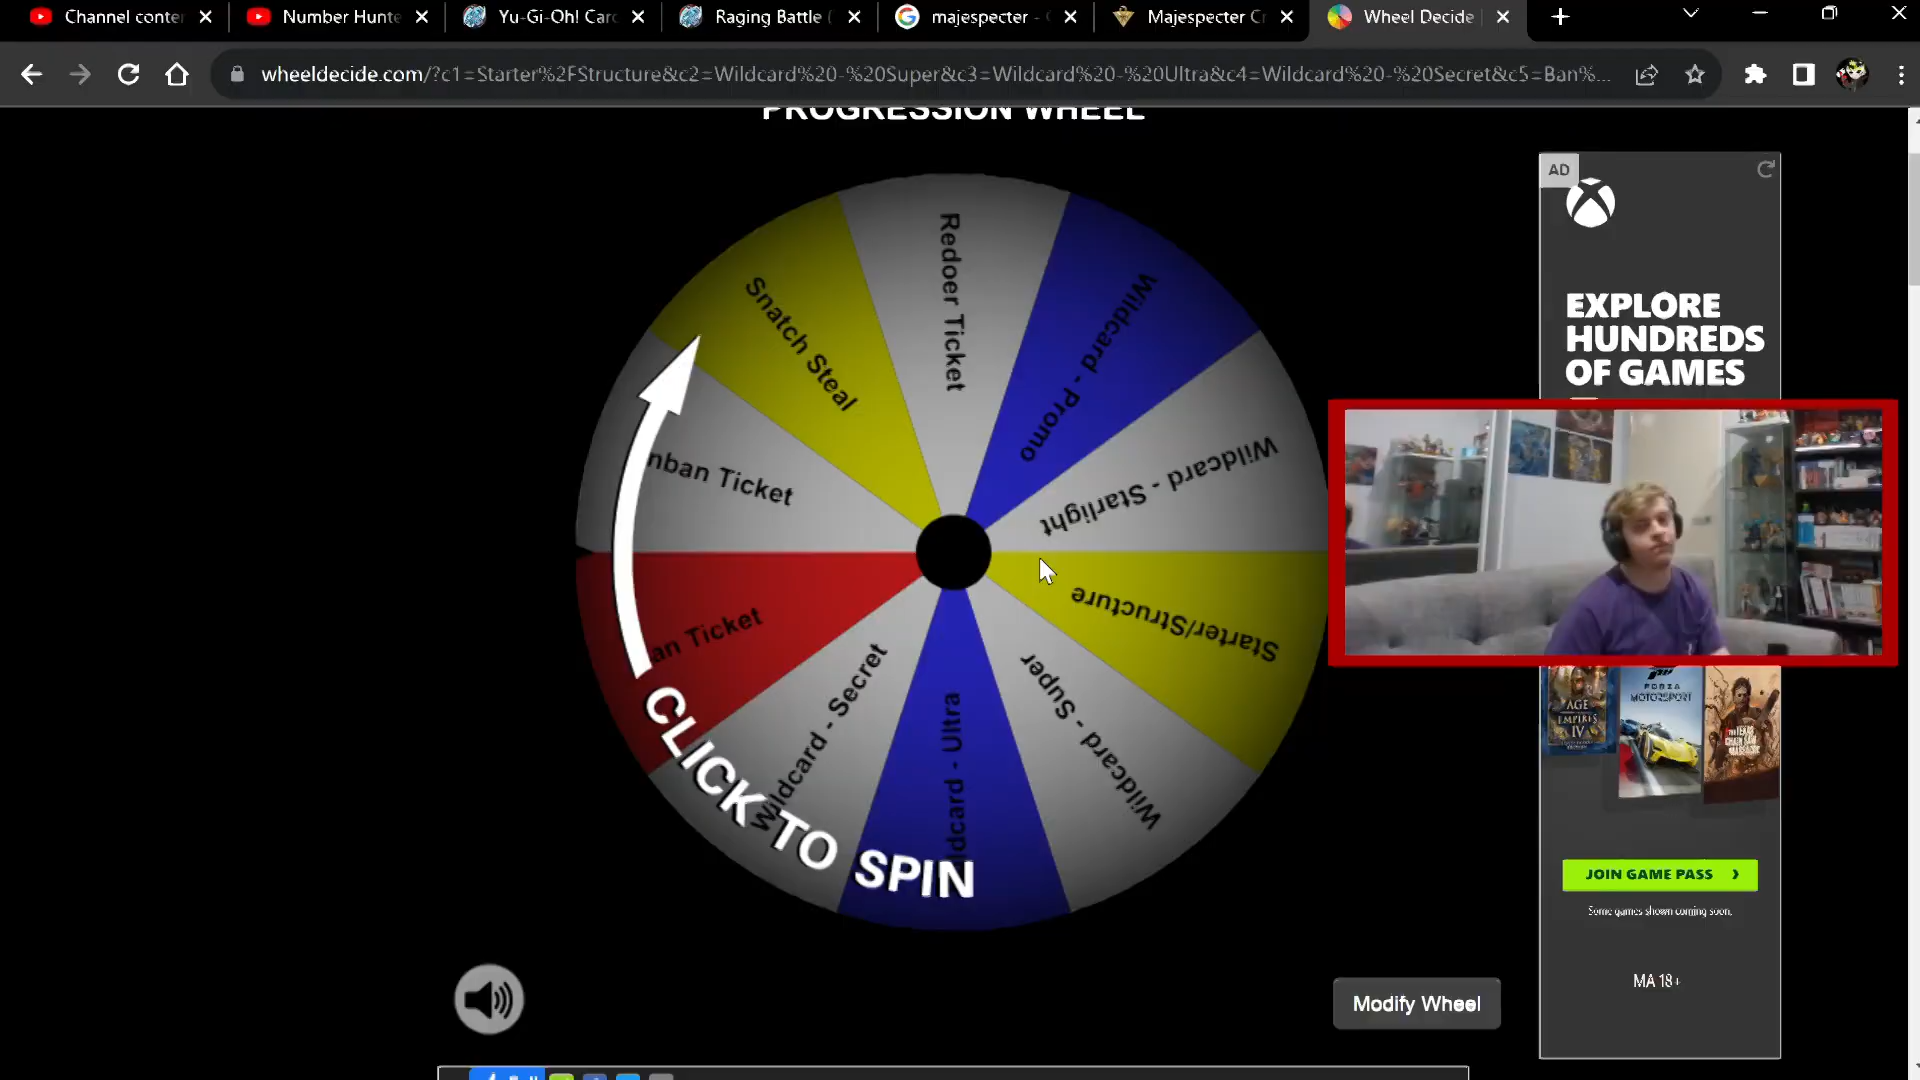 Channel conter
Number Hunte
Yu-Gi-Oh! Card
Raging Battle (
majespecter -
Majespecter Cr
Wheel Decide
wheeldecide.com/?c1=Starter%2FStructure&c2=Wildcard%20-%20Super&c3=Wildcard%20-%20Ultra&c4=Wildcard%20-%20Secret&c5=Ban%...
PROGRESSION WHEEL
Redoer Ticket
Wildcard - Promo
Wildcard - Starlight
Starter/Structure
Wildcard - Super
ldcard - Ultra
Wildcard - Secret
an Ticket
nban Ticket
Snatch Steal
CLICK TO SPIN
Modify Wheel
AD
EXPLORE
HUNDREDS
OF GAMES
AGE
EMPIRES
IV
FORZA
MOTORSPORT
JOIN GAME PASS
Some games shown coming soon.
MA 18+